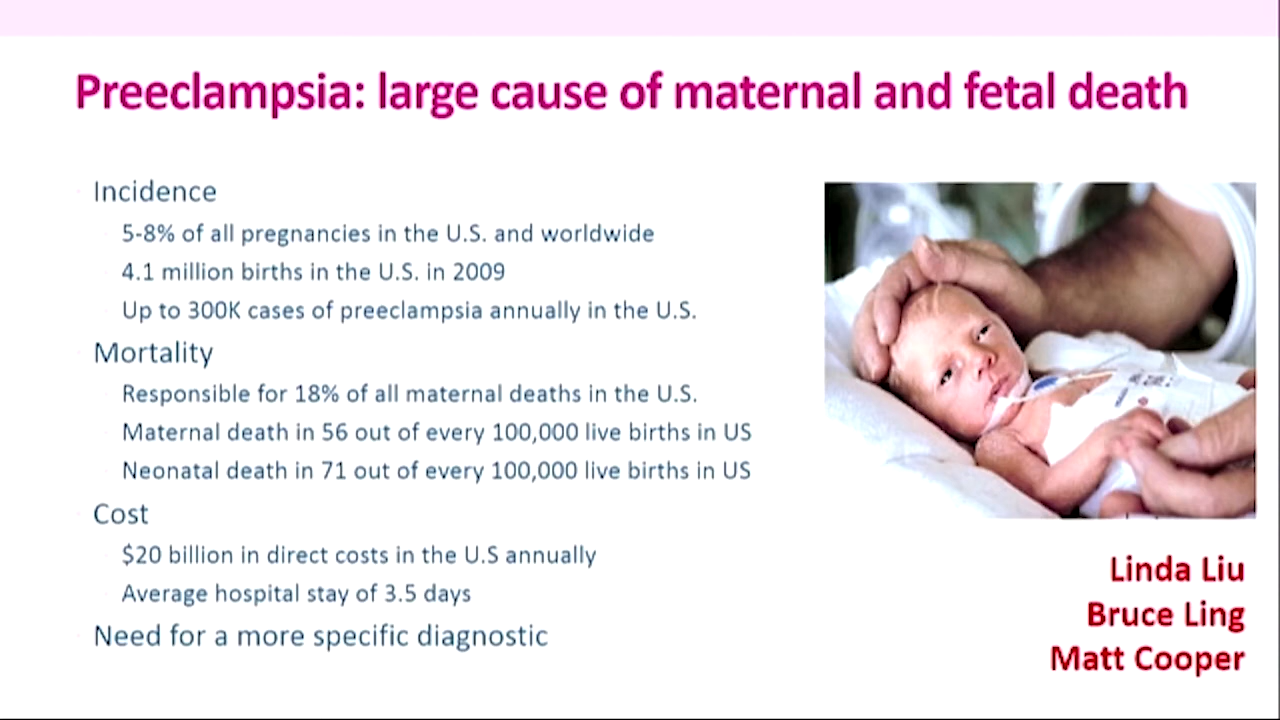 Preeclampsia: large cause of maternal and fetal death
Incidence
5-8% of all pregnancies in the U.S. and worldwide
4.1 million births in the U.S. in 2009
Up to 300K cases of preeclampsia annually in the U.S.
Mortality
Responsible for 18% of all maternal deaths in the U.S.
Maternal death in 56 out of every 100,000 live births in US
Neonatal death in 71 out of every 100,000 live births in US
Cost
$20 billion in direct costs in the U.S annually
Average hospital stay of 3.5 days
Need for a more specific diagnostic
Linda Liu
Bruce Ling
Matt Cooper